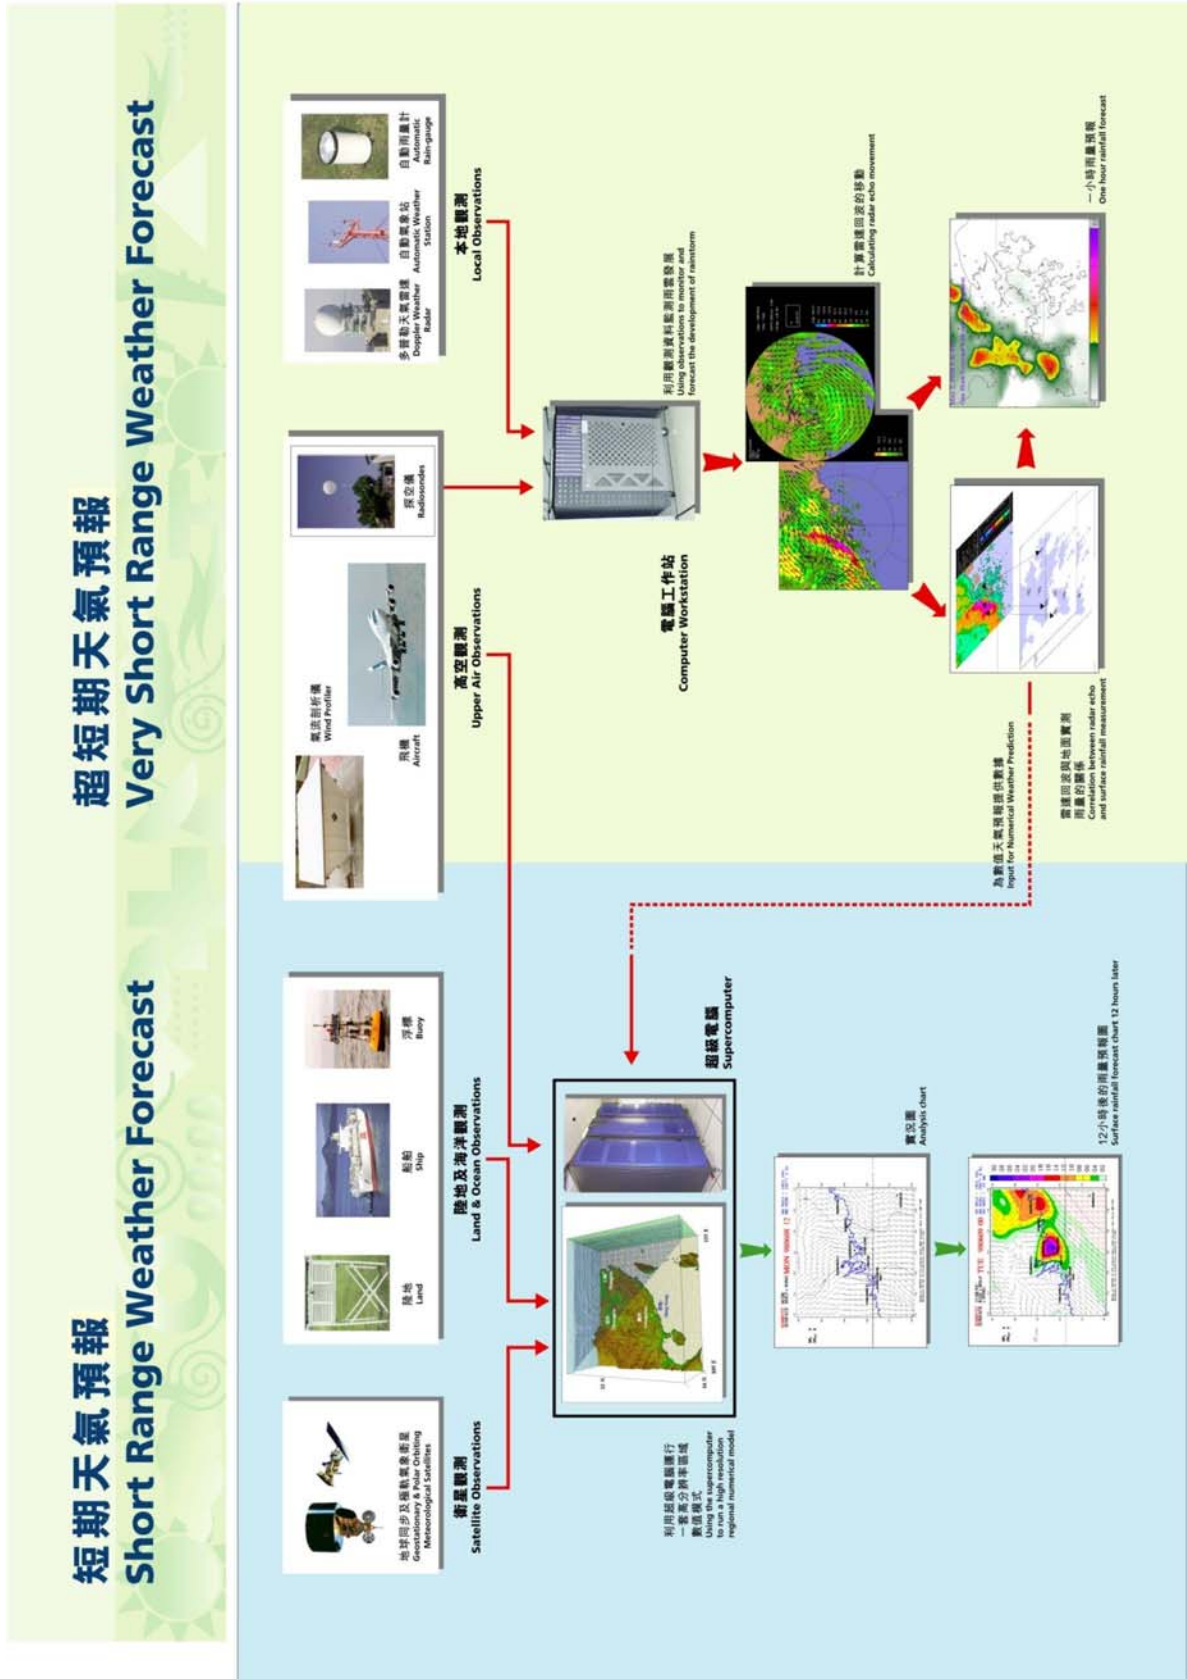 短期天氣預報
Short Range Weather Forecast
超短期天氣預報
Very Short Range Weather Forecast
地球同步及極軌氣象衛星
Geostationary & Polar Orbiting
Meteorological Satellites
衛星觀測
Satellite Observations
陸地
Land
船舶
Ship
浮標
Buoy
陸地及海洋觀測
Land & Ocean Observations
氣流剖析儀
Wind Profiler
飛機
Aircraft
探空儀
Radiosondes
高空觀測
Upper Air Observations
多普勒天氣雷達
Doppler Weather
Radar
自動氣象站
Automatic Weather
Station
自動雨量計
Automatic
Rain-gauge
本地觀測
Local Observations
利用超級電腦運行
一套高分辨率區域
數值模式
Using the supercomputer
to run a high resolution
regional numerical model
超級電腦
Supercomputer
實況圖
Analysis chart
12小時後的雨量預報圖
Surface rainfall forecast chart 12 hours later
電腦工作站
Computer Workstation
利用觀測資料監測雨雲發展
Using observations to monitor and
forecast the development of rainstorm
計算雷達回波的移動
Calculating radar echo movement
為數值天氣預報提供數據
Input for Numerical Weather Prediction
雷達回波與地面實測
雨量的關係
Correlation between radar echo
and surface rainfall measurement
一小時雨量預報
One hour rainfall forecast